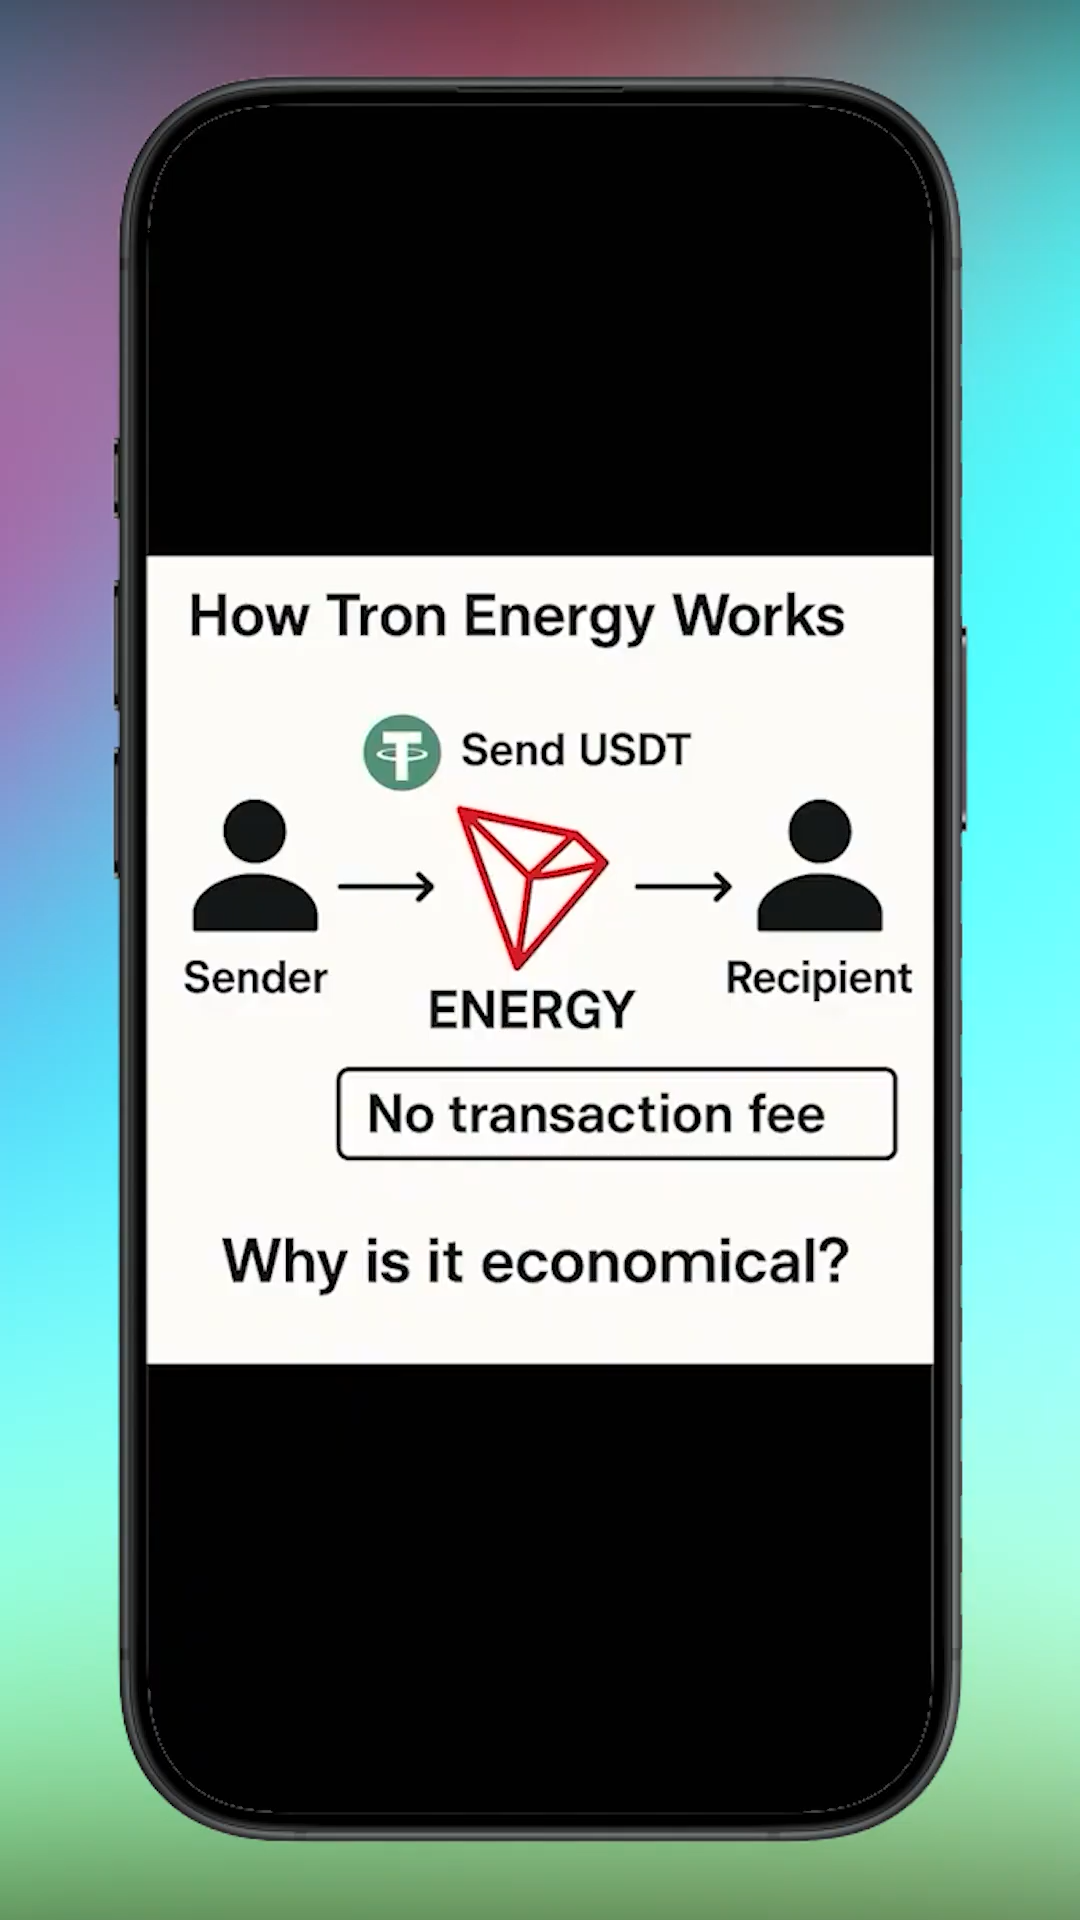 How Tron Energy Works
Send USDT
Sender
ENERGY
Recipient
No transaction fee
Why is it economical?